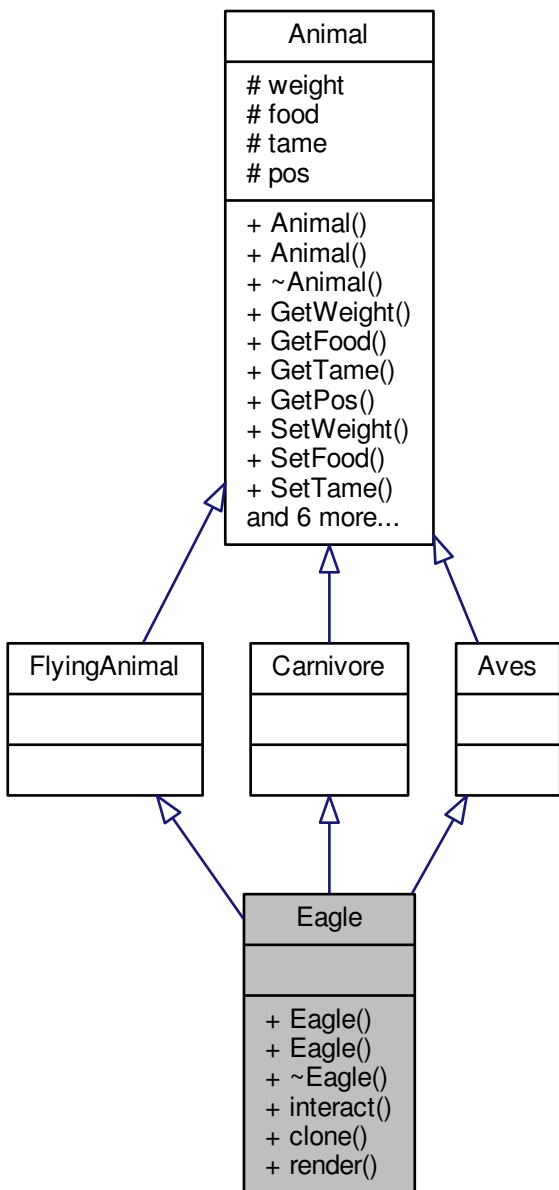 Animal
# weight
# food
# tame
# pos
+ Animal()
+ Animal()
+ ~Animal()
+ GetWeight()
+ GetFood()
+ GetTame()
+ GetPos()
+ SetWeight()
+ SetFood()
+ SetTame()
and 6 more...
FlyingAnimal
Carnivore
Aves
Eagle
+ Eagle()
+ Eagle()
+ ~Eagle()
+ interact()
+ clone()
+ render()